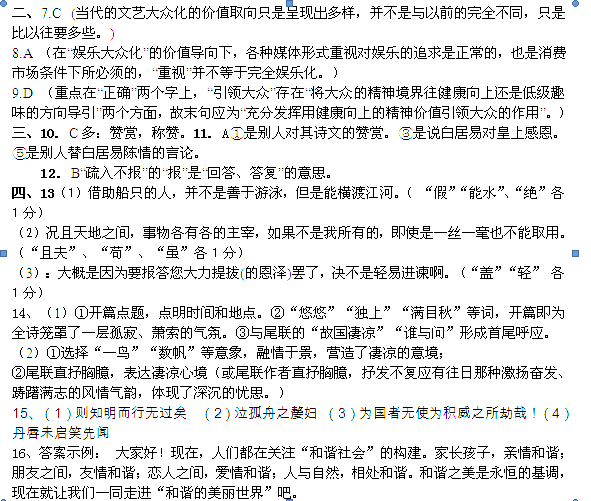 二、7.C （当代的文艺大众化的价值取向只是呈现出多样，并不是与以前的完全不同，只是
比以往要多些。）
8.A （在“娱乐大众化”的价值导向下，各种媒体形式重视对娱乐的追求是正常的，也是消费
市场条件下所必须的，“重视”并不等于完全娱乐化。）
9.D （重点在“正确”两个字上，“引领大众”存在“将大众的精神境界往健康向上还是低级趣
味的方向导引”两个方面，故末句应为“充分发挥用健康向上的精神价值引领大众的作用”。）
三、10. C多：赞赏，称赞。11. A①是别人对其诗文的赞赏。③是说白居易对皇上感恩。
⑤是别人替白居易陈情的言论。
12. B“疏入不报”的“报”是“回答、答复”的意思。
四、13（1）借助船只的人，并不是善于游泳，但是能横渡江河。（ “假”“能水”、“绝”各
1分）
（2）况且天地之间，事物各有各的主宰，如果不是我所有的，即使是一丝一毫也不能取用。
（“且夫”、“苟”、“虽”各1分）
（3）：大概是因为要报答您大力提拔(的恩泽)罢了，决不是轻易进谏啊。（“盖”“轻” 各
1分）
14、（1）①开篇点题，点明时间和地点。②“悠悠”“独上”“满目秋”等词，开篇即为
全诗笼罩了一层孤寂、萧索的气氛。③与尾联的“故国凄凉”“谁与问”形成首尾呼应。
（2）①选择“一鸟”“数帆”等意象，融情于景，营造了凄凉的意境；
②尾联直抒胸臆，表达凄凉心境（或尾联作者直抒胸臆，抒发不复应有往日那种激扬奋发、
踌躇满志的风情气韵，体现了深沉的忧思。）
15、（1）则知明而行无过矣 （2）泣孤舟之嫠妇 （3）为国者无使为积威之所劫哉！（4）
丹唇未启笑先闻
16、答案示例： 大家好！现在，人们都在关注“和谐社会”的构建。家长孩子，亲情和谐；
朋友之间，友情和谐；恋人之间，爱情和谐；人与自然，相处和谐。和谐之美是永恒的基调，
现在就让我们一同走进“和谐的美丽世界”吧。